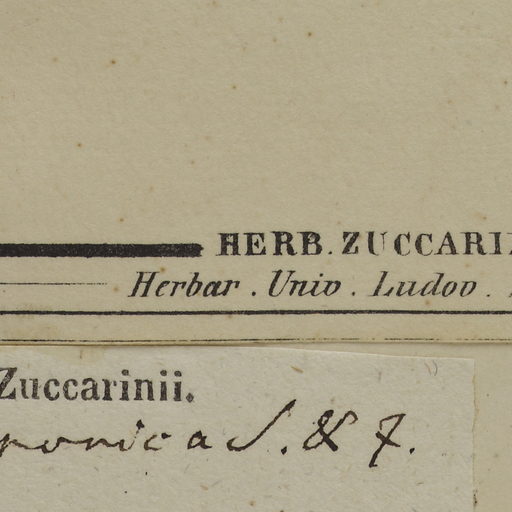 HERB. ZUCCARI
Herbar. Univ. Ludov.
Zuccarinii.
ponica S. & Z.